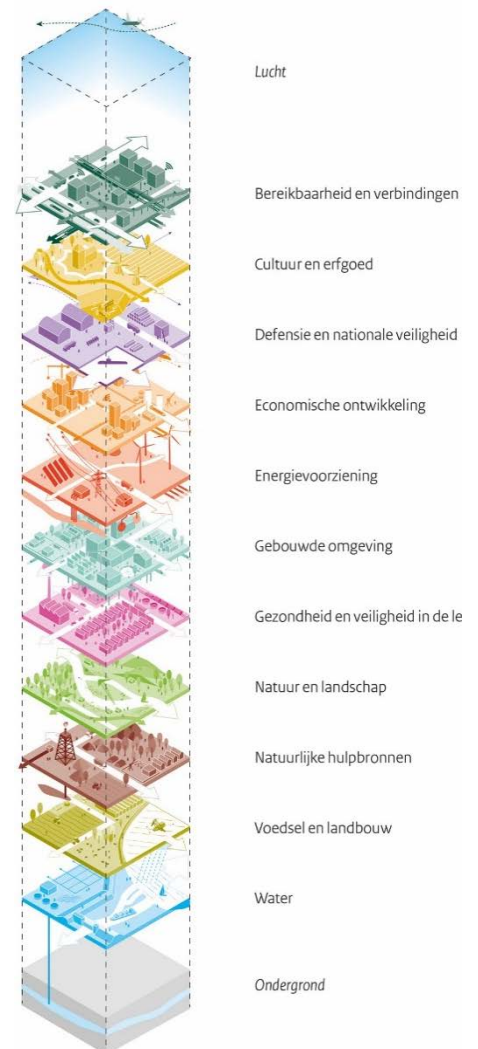 Lucht
Bereikbaarheid en verbindingen
Cultuur en erfgoed
Defensie en nationale veiligheid
Economische ontwikkeling
Energievoorziening
Gebouwde omgeving
Gezondheid en veiligheid in de le
Natuur en landschap
Natuurlijke hulpbronnen
Voedsel en landbouw
Water
Ondergrond